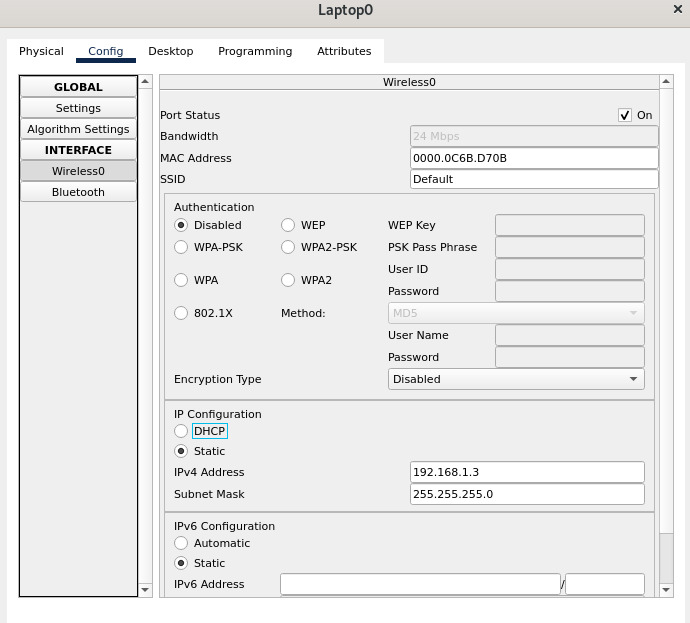 Laptop0
Physical Config Desktop Programming Attributes
GLOBAL
Settings
Algorithm Settings
INTERFACE
Wireless0
Bluetooth
Wireless0
Port Status On
Bandwidth 24 Mbps
MAC Address 0000.0C6B.D70B
SSID Default
Authentication
Disabled WEP WEP Key
WPA-PSK WPA2-PSK PSK Pass Phrase
User ID
WPA WPA2
Password
802.1X Method: MD5
User Name
Password
Encryption Type Disabled
IP Configuration
DHCP
Static
IPv4 Address 192.168.1.3
Subnet Mask 255.255.255.0
IPv6 Configuration
Automatic
Static
IPv6 Address /